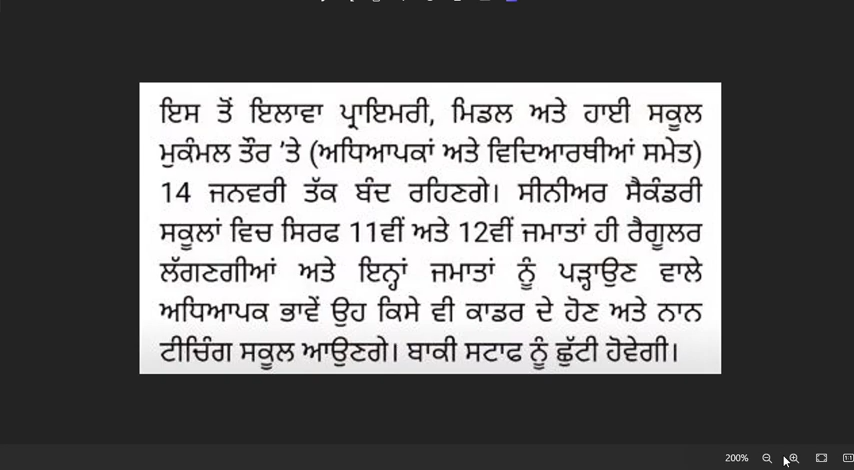 ਇਸ ਤੋਂ ਇਲਾਵਾ ਪ੍ਰਾਇਮਰੀ, ਮਿਡਲ ਅਤੇ ਹਾਈ ਸਕੂਲ
ਮੁਕੰਮਲ ਤੌਰ ’ਤੇ (ਅਧਿਆਪਕਾਂ ਅਤੇ ਵਿਦਿਆਰਥੀਆਂ ਸਮੇਤ)
14 ਜਨਵਰੀ ਤੱਕ ਬੰਦ ਰਹਿਣਗੇ। ਸੀਨੀਅਰ ਸੈਕੰਡਰੀ
ਸਕੂਲਾਂ ਵਿਚ ਸਿਰਫ 11ਵੀਂ ਅਤੇ 12ਵੀਂ ਜਮਾਤਾਂ ਹੀ ਰੈਗੂਲਰ
ਲੱਗਣਗੀਆਂ ਅਤੇ ਇਨ੍ਹਾਂ ਜਮਾਤਾਂ ਨੂੰ ਪੜ੍ਹਾਉਣ ਵਾਲੇ
ਅਧਿਆਪਕ ਭਾਵੇਂ ਉਹ ਕਿਸੇ ਵੀ ਕਾਡਰ ਦੇ ਹੋਣ ਅਤੇ ਨਾਨ
ਟੀਚਿੰਗ ਸਕੂਲ ਆਉਣਗੇ। ਬਾਕੀ ਸਟਾਫ ਨੂੰ ਛੁੱਟੀ ਹੋਵੇਗੀ।
200%
1:1